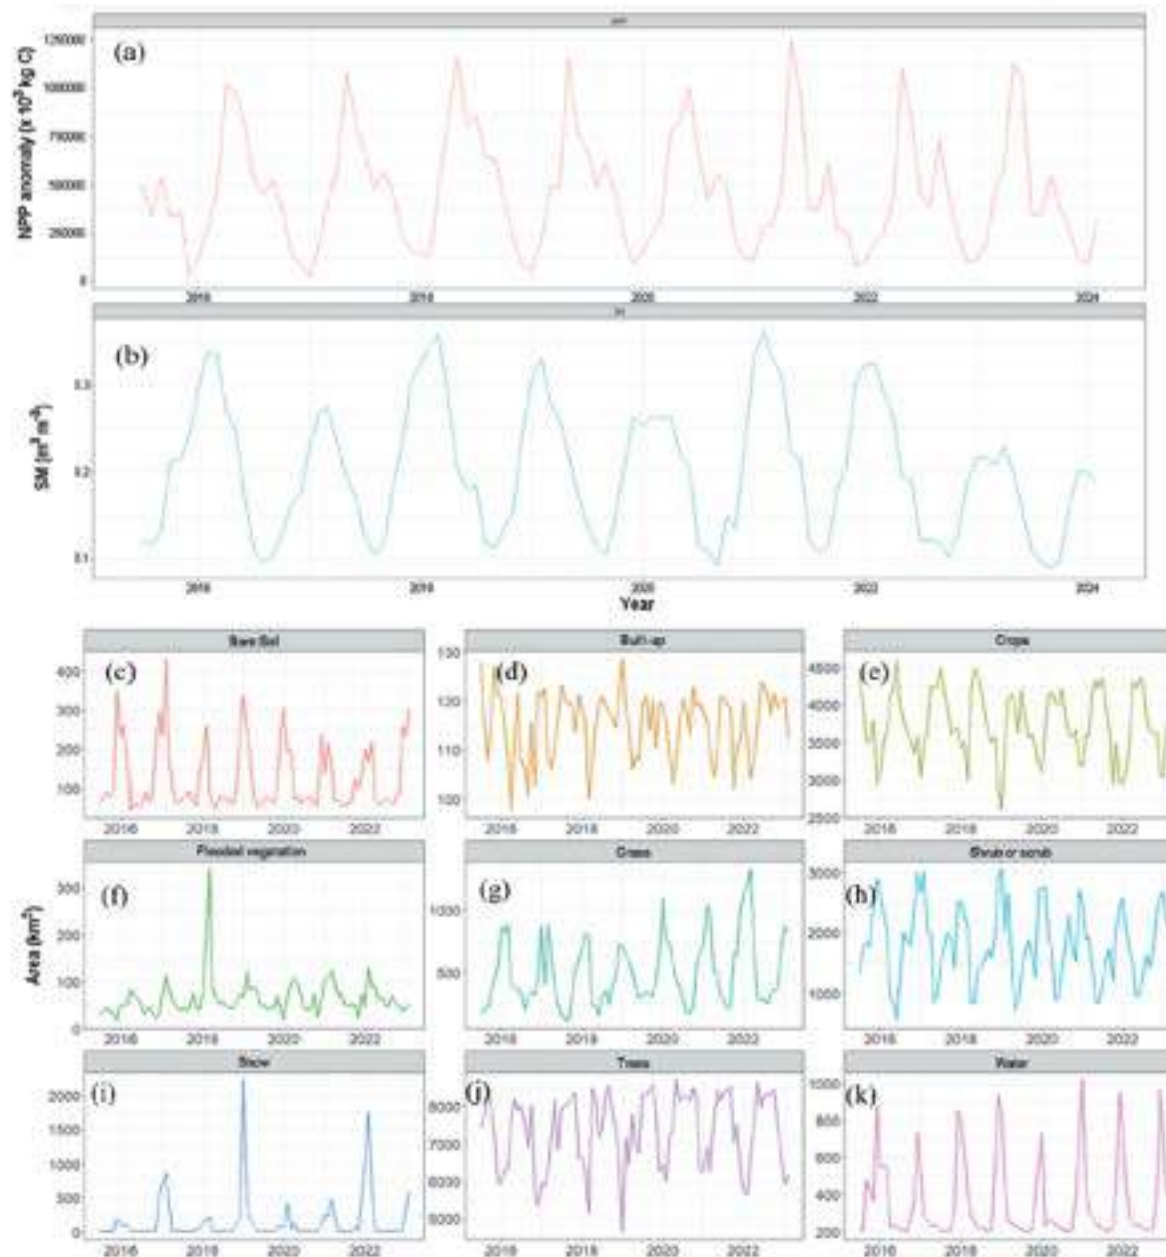 (a)
NPP anomaly (x 10³ kg C)
1250000
1000000
750000
500000
250000
0
2016 2018 2020 2022 2024
(b)
SM (m³ m⁻³)
0.3
0.2
0.1
2016 2018 2020 2022 2024
Year
Bare Soil Built-up Crops
(c) (d) (e)
400
300
200
100
130
120
110
100
4500
4000
3500
3000
2500
2016 2018 2020 2022
2016 2018 2020 2022
2016 2018 2020 2022
Area (km²)
Flooded vegetation Grass Shrub or scrub
(f) (g) (h)
300
200
100
0
1000
500
3000
2000
1000
2016 2018 2020 2022
2016 2018 2020 2022
2016 2018 2020 2022
Snow Trees Water
(i) (j) (k)
2000
1500
1000
500
0
8000
7000
6000
5000
1000
800
600
400
200
2016 2018 2020 2022
2016 2018 2020 2022
2016 2018 2020 2022